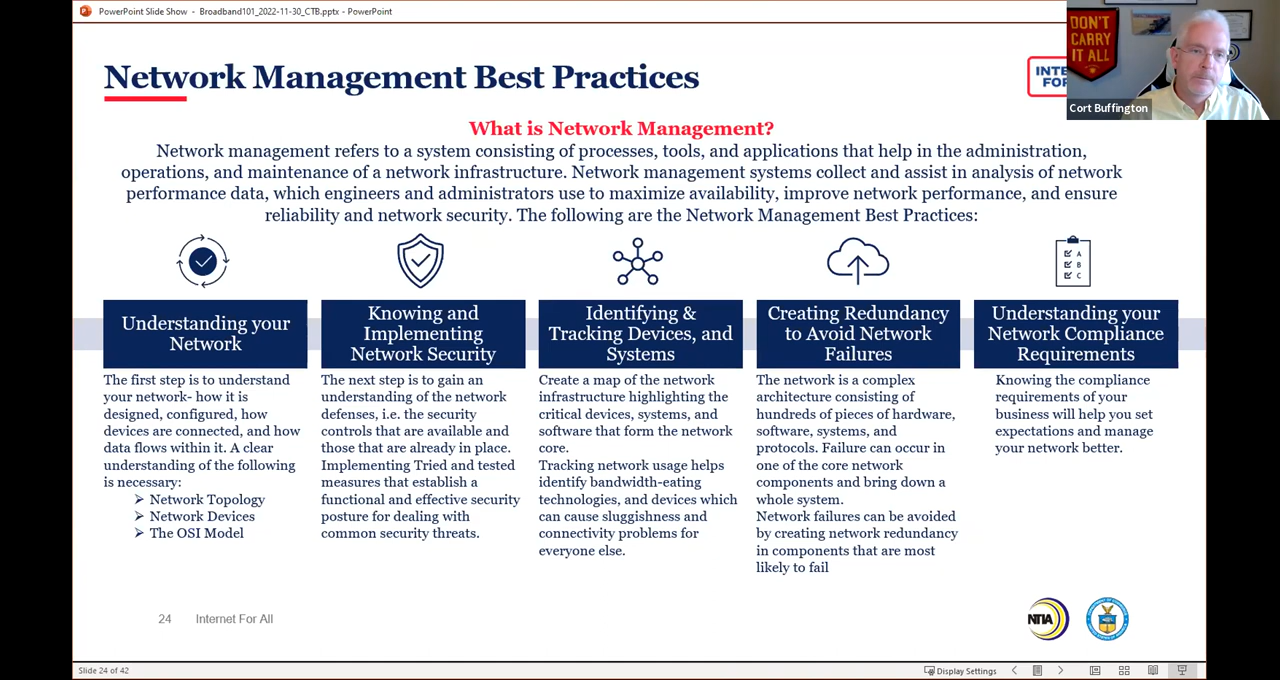 PowerPoint Slide Show - Broadband101_2022-11-30_CTB.pptx - PowerPoint
DON'T
CARRY
IT ALL
Cort Buffington
Network Management Best Practices
What is Network Management?
Network management refers to a system consisting of processes, tools, and applications that help in the administration,
operations, and maintenance of a network infrastructure. Network management systems collect and assist in analysis of network
performance data, which engineers and administrators use to maximize availability, improve network performance, and ensure
reliability and network security. The following are the Network Management Best Practices:
Understanding your
Network
The first step is to understand
your network- how it is
designed, configured, how
devices are connected, and how
data flows within it. A clear
understanding of the following
is necessary:
➢ Network Topology
➢ Network Devices
➢ The OSI Model
Knowing and
Implementing
Network Security
The next step is to gain an
understanding of the network
defenses, i.e. the security
controls that are available and
those that are already in place.
Implementing Tried and tested
measures that establish a
functional and effective security
posture for dealing with
common security threats.
Identifying &
Tracking Devices, and
Systems
Create a map of the network
infrastructure highlighting the
critical devices, systems, and
software that form the network
core.
Tracking network usage helps
identify bandwidth-eating
technologies, and devices which
can cause sluggishness and
connectivity problems for
everyone else.
Creating Redundancy
to Avoid Network
Failures
The network is a complex
architecture consisting of
hundreds of pieces of hardware,
software, systems, and
protocols. Failure can occur in
one of the core network
components and bring down a
whole system.
Network failures can be avoided
by creating network redundancy
in components that are most
likely to fail
A
B
C
Understanding your
Network Compliance
Requirements
Knowing the compliance
requirements of your
business will help you set
expectations and manage
your network better.
24 Internet For All
NTIA
Slide 24 of 42
Display Settings